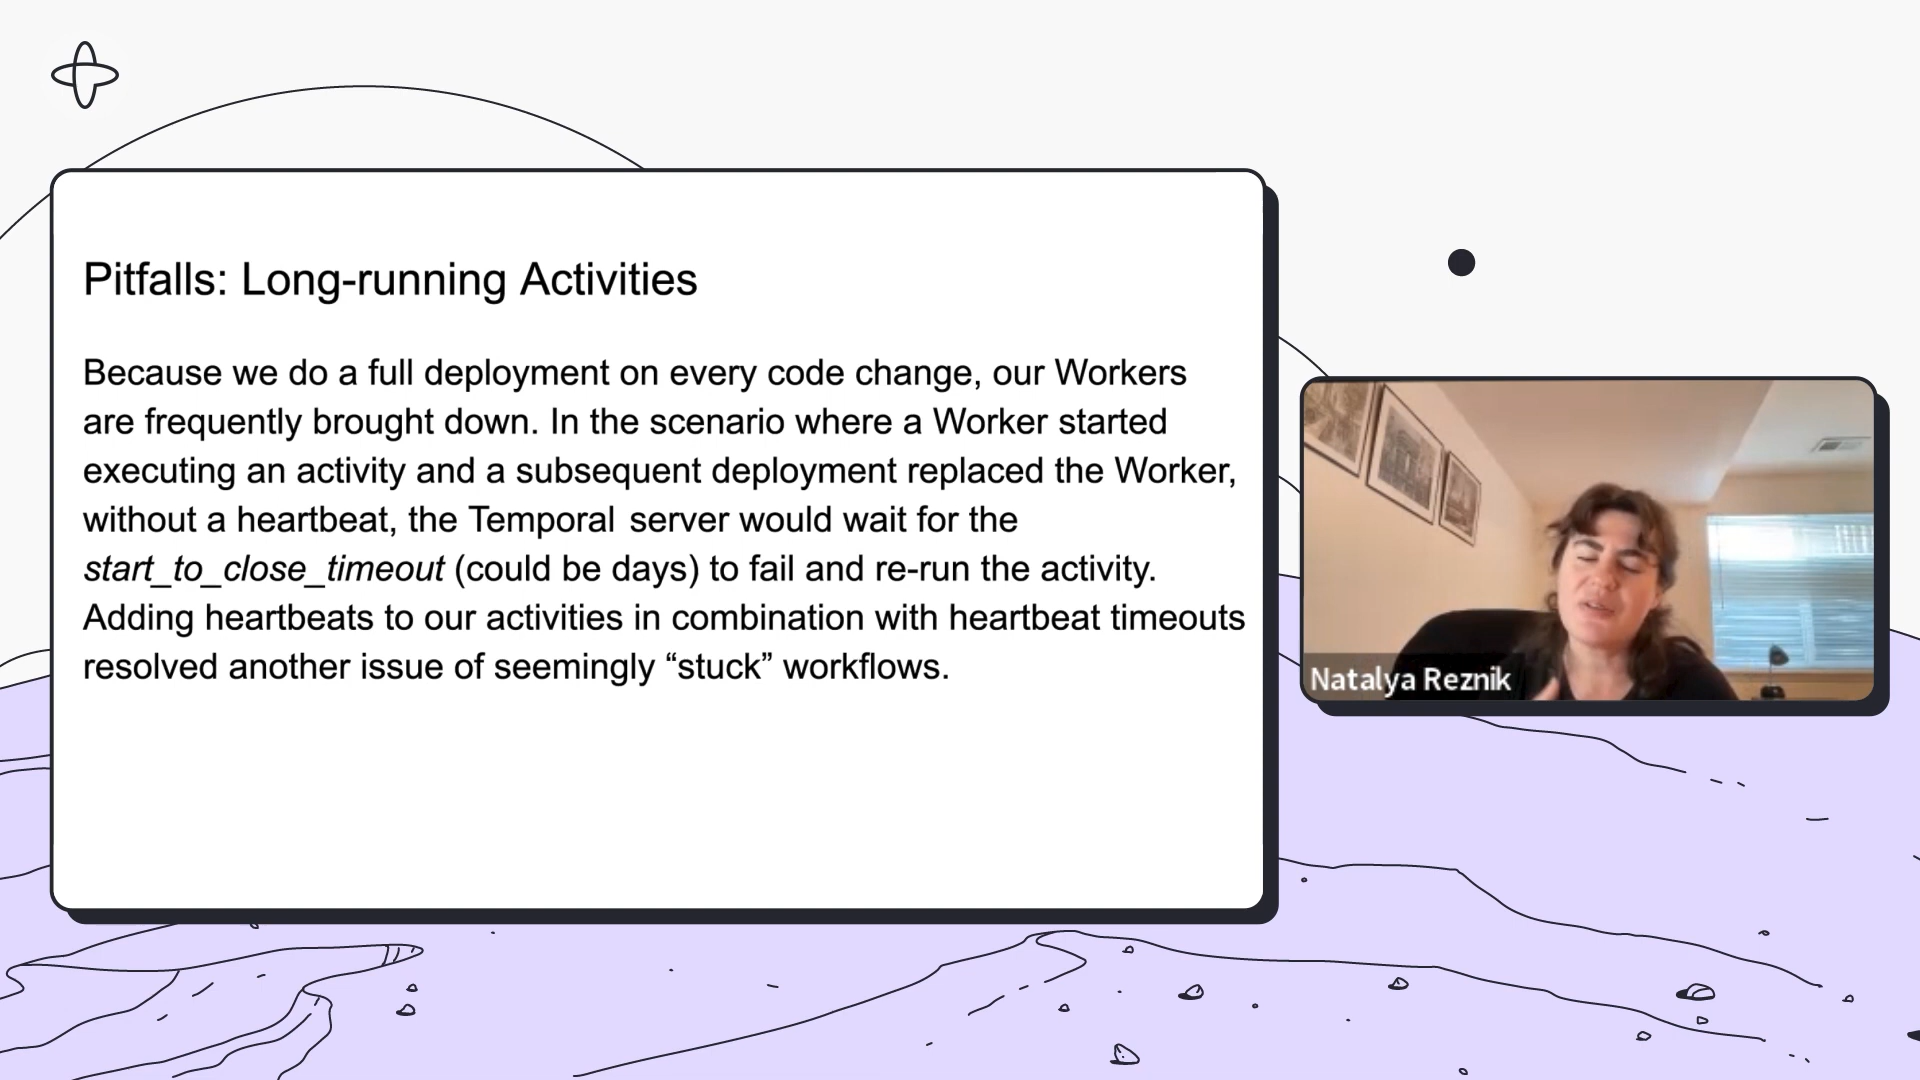 Pitfalls: Long-running Activities
Because we do a full deployment on every code change, our Workers
are frequently brought down. In the scenario where a Worker started
executing an activity and a subsequent deployment replaced the Worker,
without a heartbeat, the Temporal server would wait for the
start_to_close_timeout (could be days) to fail and re-run the activity.
Adding heartbeats to our activities in combination with heartbeat timeouts
resolved another issue of seemingly “stuck” workflows.
Natalya Reznik